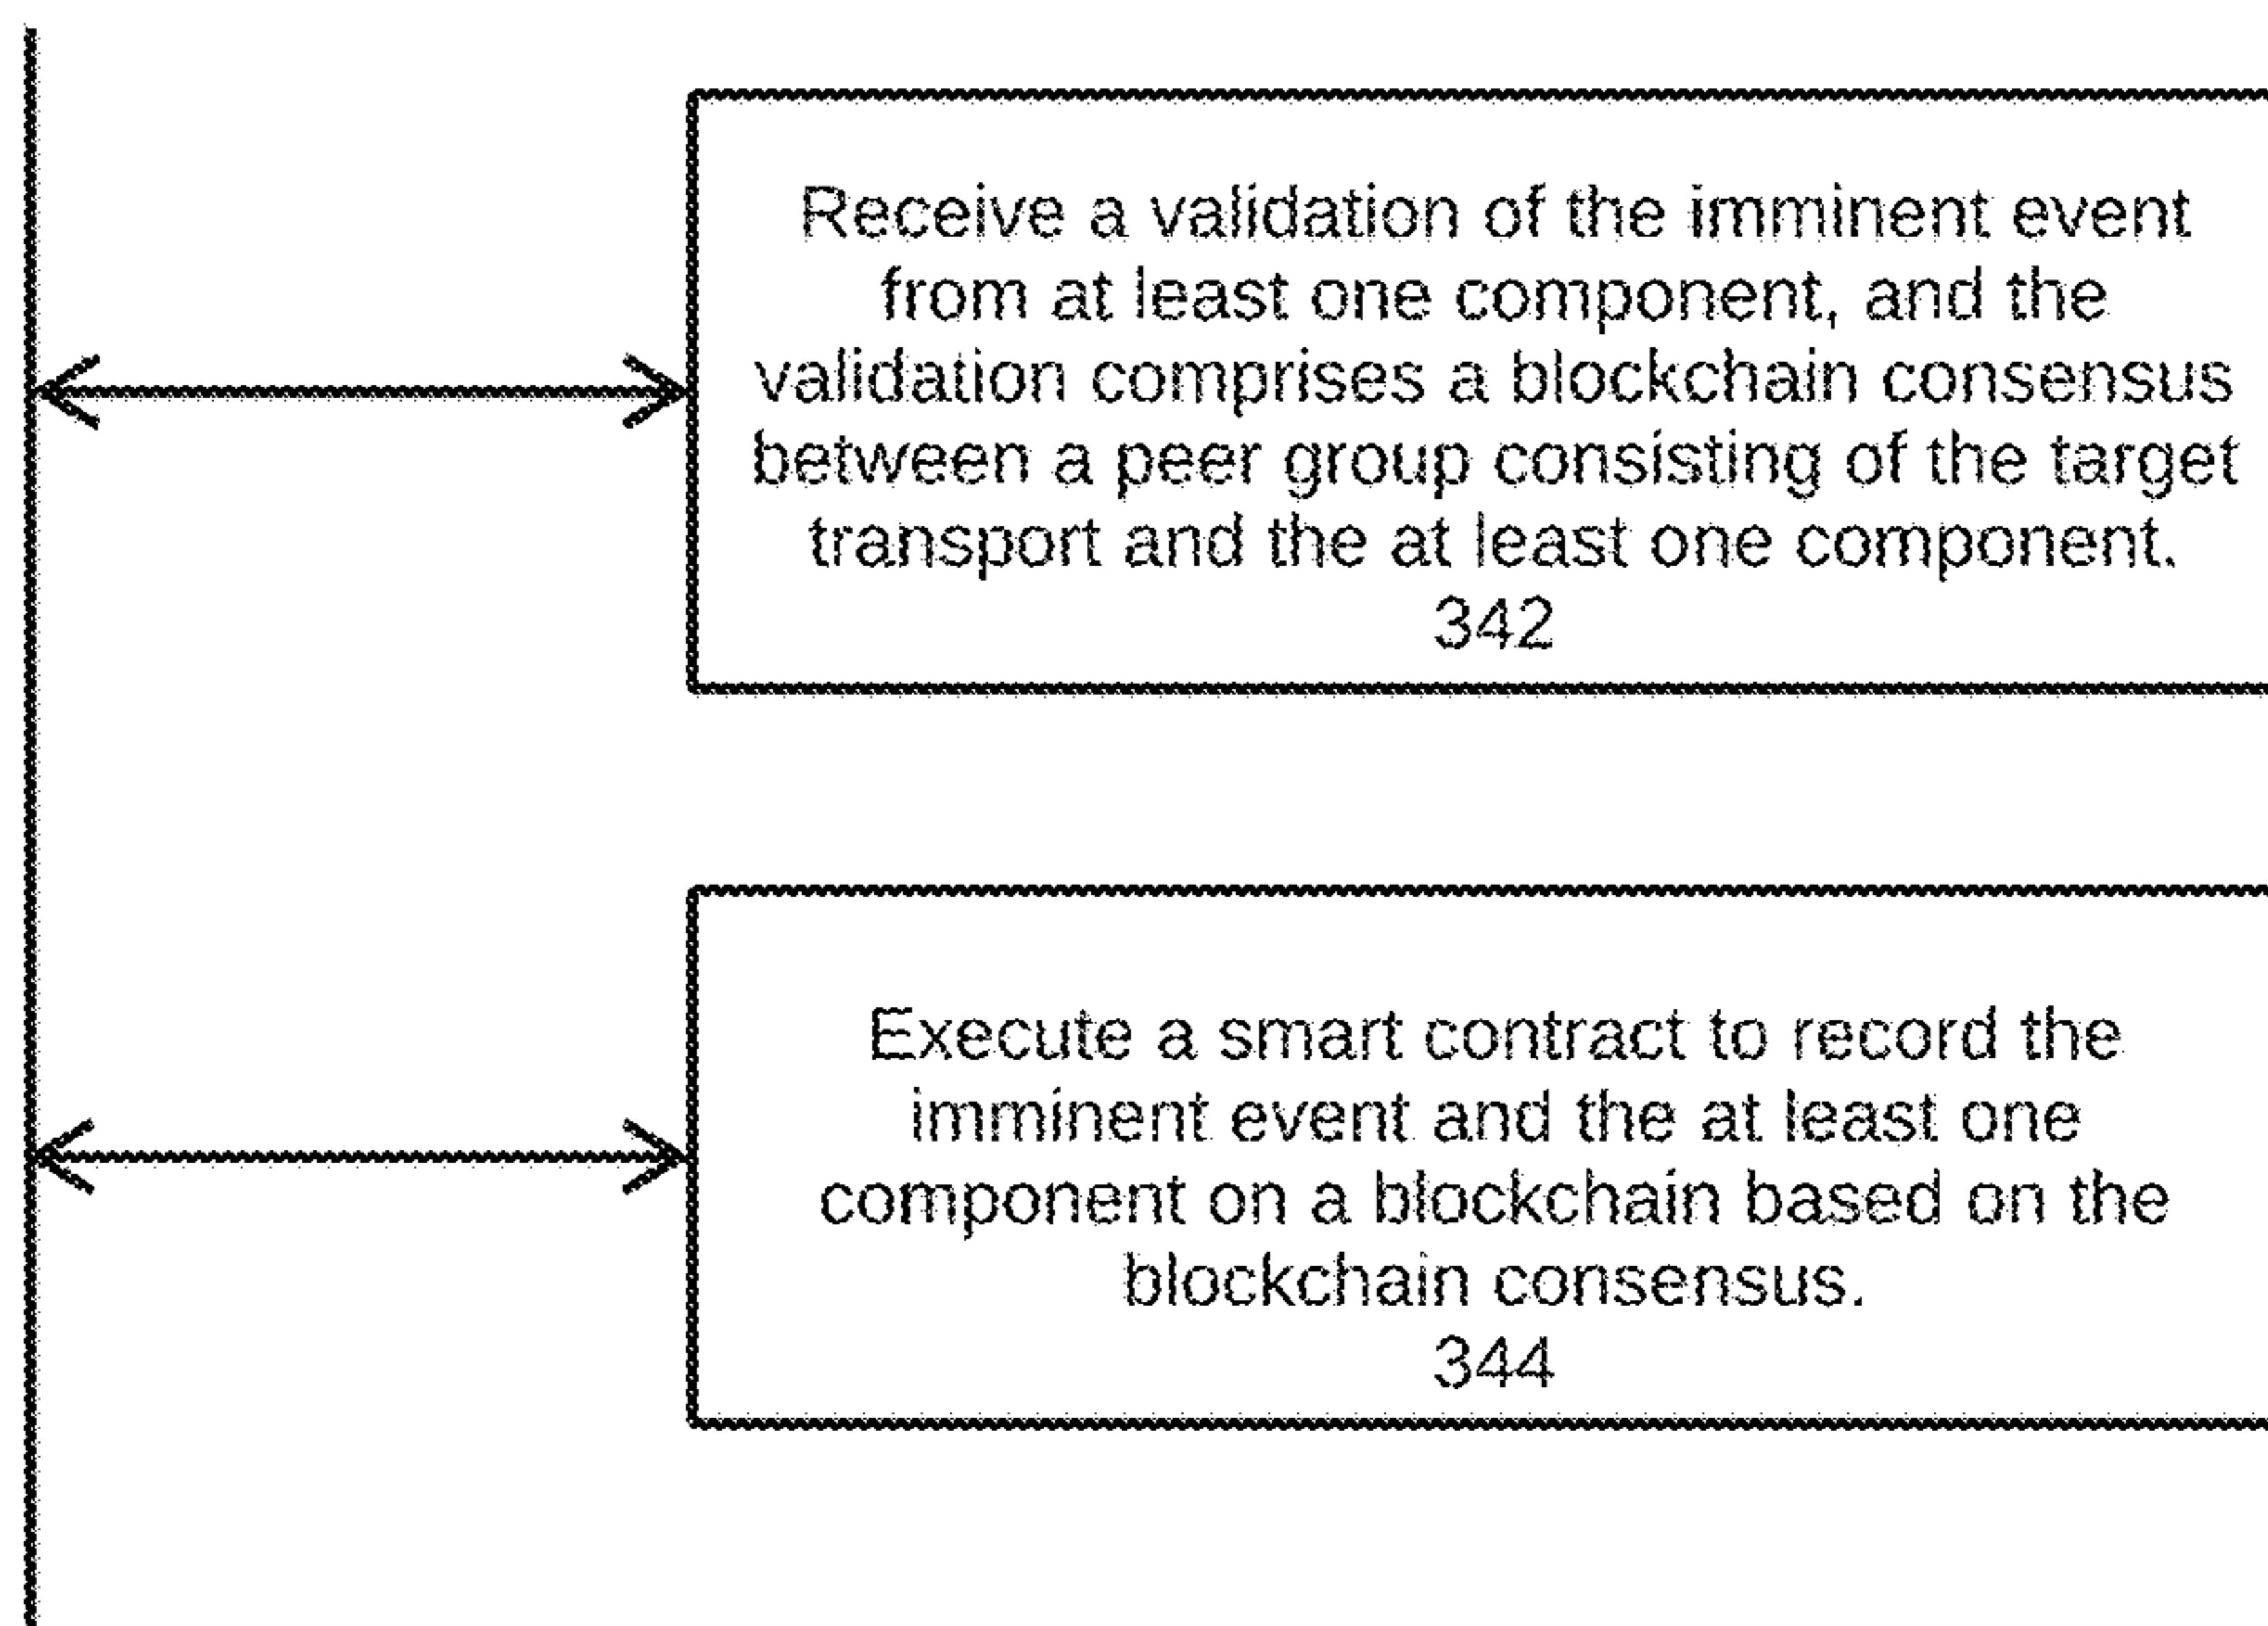 Receive a validation of the imminent event
from at least one component, and the
validation comprises a blockchain consensus
between a peer group consisting of the target
transport and the at least one component.
342
Execute a smart contract to record the
imminent event and the at least one
component on a blockchain based on the
blockchain consensus.
344